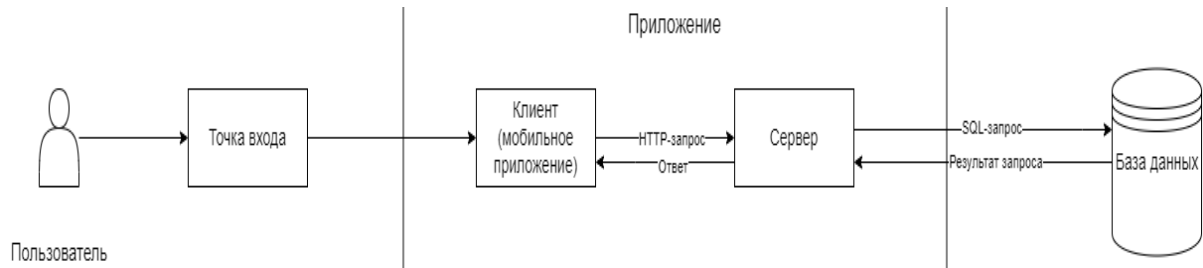 Приложение
Точка входа
Клиент
(мобильное
приложение)
HTTP-запрос
Ответ
Сервер
SQL-запрос
Результат запроса
База данных
Пользователь